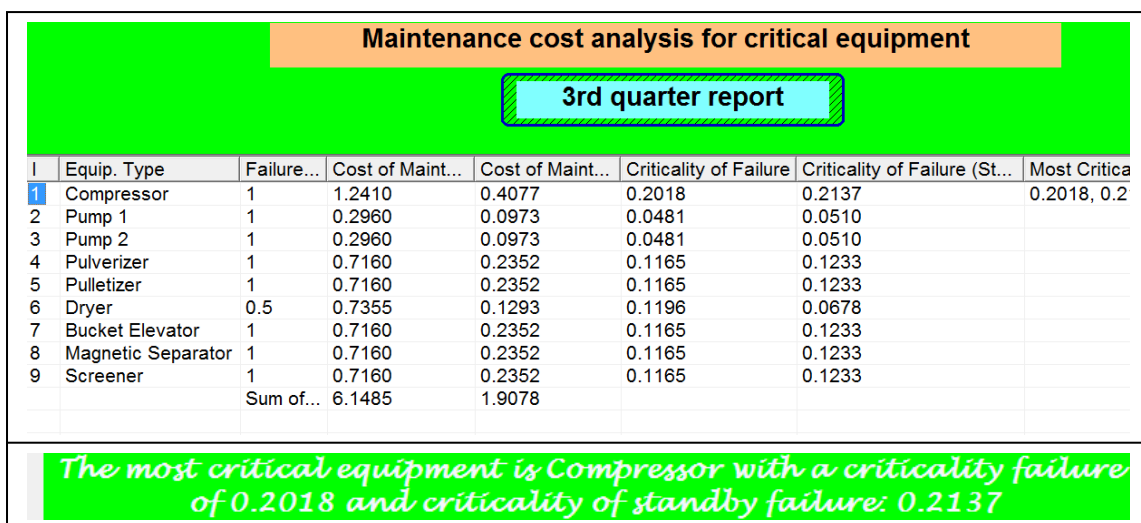 Maintenance cost analysis for critical equipment
3rd quarter report
I Equip. Type Failure... Cost of Maint... Cost of Maint... Criticality of Failure Criticality of Failure (St... Most Critica
1 Compressor 1 1.2410 0.4077 0.2018 0.2137 0.2018, 0.2
2 Pump 1 1 0.2960 0.0973 0.0481 0.0510
3 Pump 2 1 0.2960 0.0973 0.0481 0.0510
4 Pulverizer 1 0.7160 0.2352 0.1165 0.1233
5 Pulletizer 1 0.7160 0.2352 0.1165 0.1233
6 Dryer 0.5 0.7355 0.1293 0.1196 0.0678
7 Bucket Elevator 1 0.7160 0.2352 0.1165 0.1233
8 Magnetic Separator 1 0.7160 0.2352 0.1165 0.1233
9 Screener 1 0.7160 0.2352 0.1165 0.1233
Sum of... 6.1485 1.9078
The most critical equipment is Compressor with a criticality failure
of 0.2018 and criticality of standby failure: 0.2137